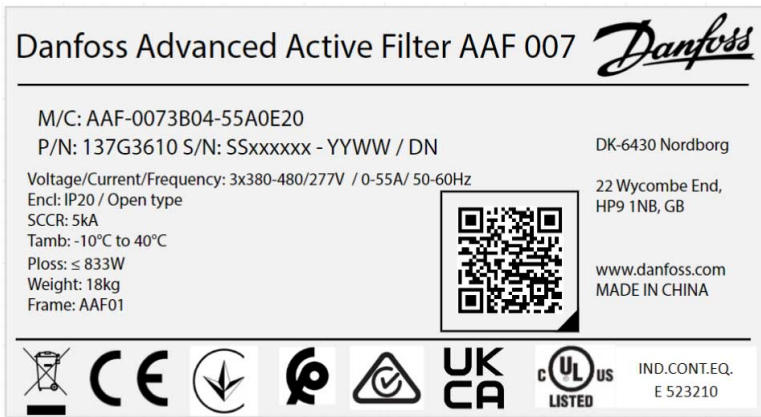 Danfoss Advanced Active Filter AAF 007
Danfoss
M/C: AAF-0073B04-55A0E20
P/N: 137G3610 S/N: SSxxxxxx - YYWW / DN
Voltage/Current/Frequency: 3x380-480/277V / 0-55A/ 50-60Hz
Encl: IP20 / Open type
SCCR: 5kA
Tamb: -10°C to 40°C
Ploss: ≤ 833W
Weight: 18kg
Frame: AAF01
DK-6430 Nordborg
22 Wycombe End,
HP9 1NB, GB
www.danfoss.com
MADE IN CHINA
CE
UK
CA
c UL US
LISTED
IND.CONT.EQ.
E 523210